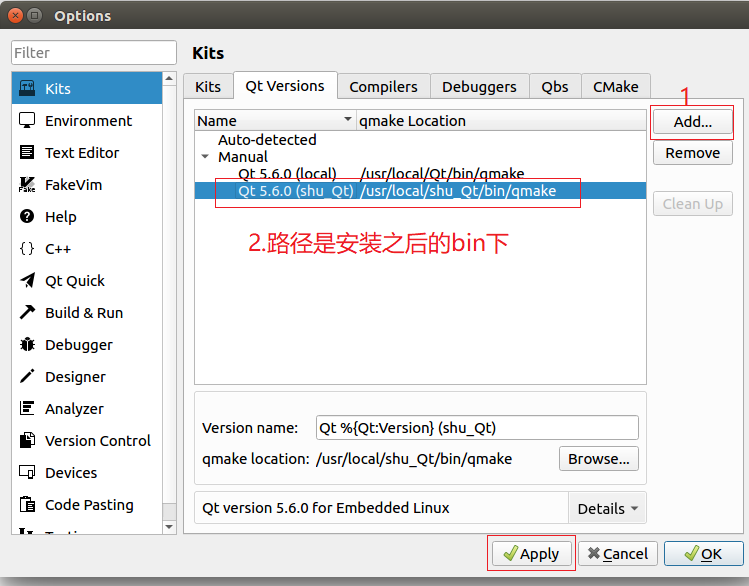 Options
Filter
Kits
Environment
Text Editor
FakeVim
Help
C++
Qt Quick
Build & Run
Debugger
Designer
Analyzer
Version Control
Devices
Code Pasting
Kits
Kits Qt Versions Compilers Debuggers Qbs CMake
1
Name qmake Location
Auto-detected
Manual
Qt 5.6.0 (local) /usr/local/Qt/bin/qmake
Qt 5.6.0 (shu_Qt) /usr/local/shu_Qt/bin/qmake
2.路径是安装之后的bin下
Add...
Remove
Clean Up
Version name: Qt %{Qt:Version} (shu_Qt)
qmake location: /usr/local/shu_Qt/bin/qmake Browse...
Qt version 5.6.0 for Embedded Linux Details
Apply Cancel OK